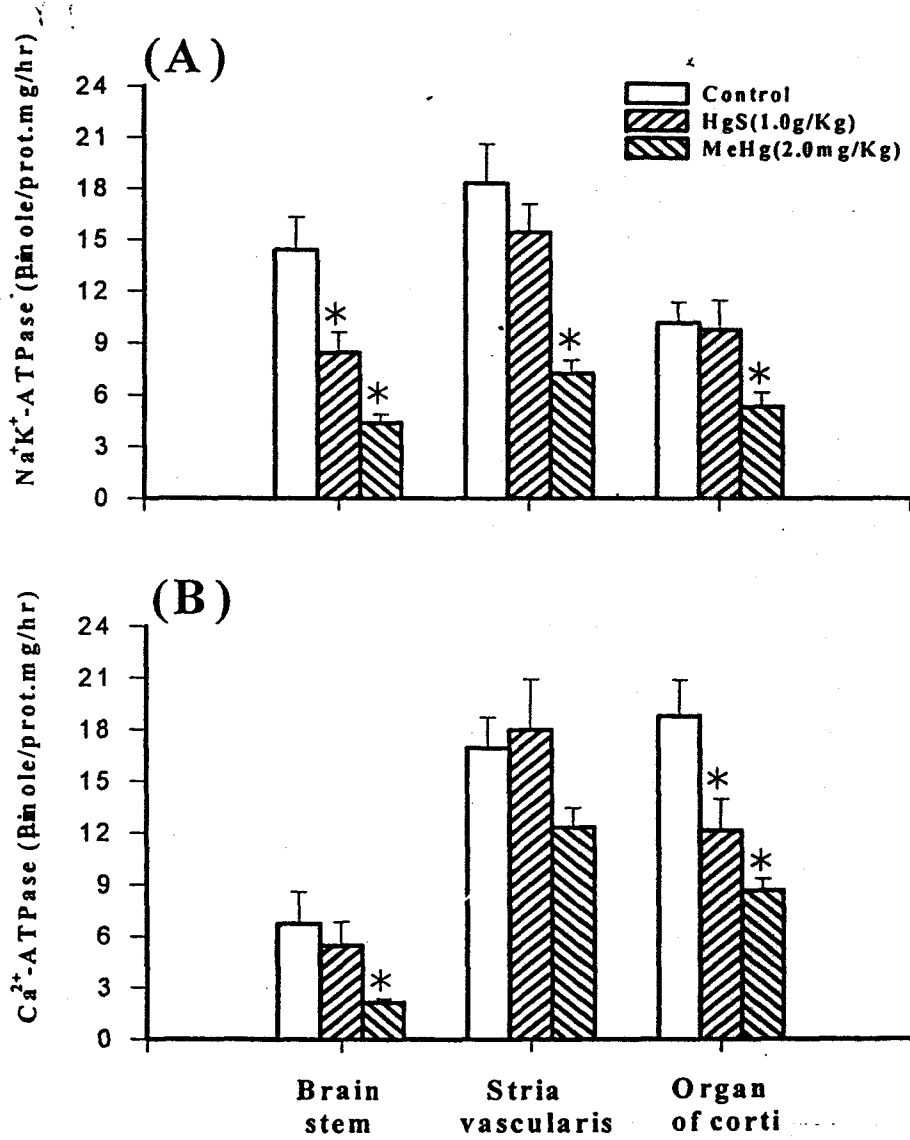 (A)
Na⁺K⁺-ATPase (βmole/prot.mg/hr)
24
21
18
15
12
9
6
3
0
Control
HgS(1.0g/Kg)
MeHg(2.0mg/Kg)
*
*
*
*
(B)
Ca²⁺-ATPase (βmole/prot.mg/hr)
24
21
18
15
12
9
6
3
0
*
*
*
Brain
stem
Stria
vascularis
Organ
of corti